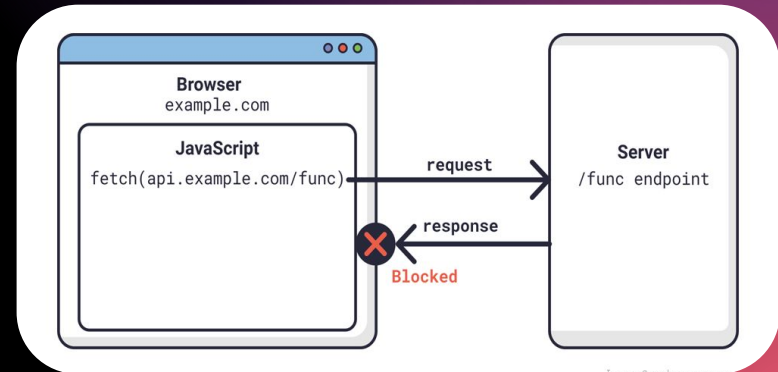 Browser
example.com
JavaScript
fetch(api.example.com/func)
request
response
Blocked
Server
/func endpoint